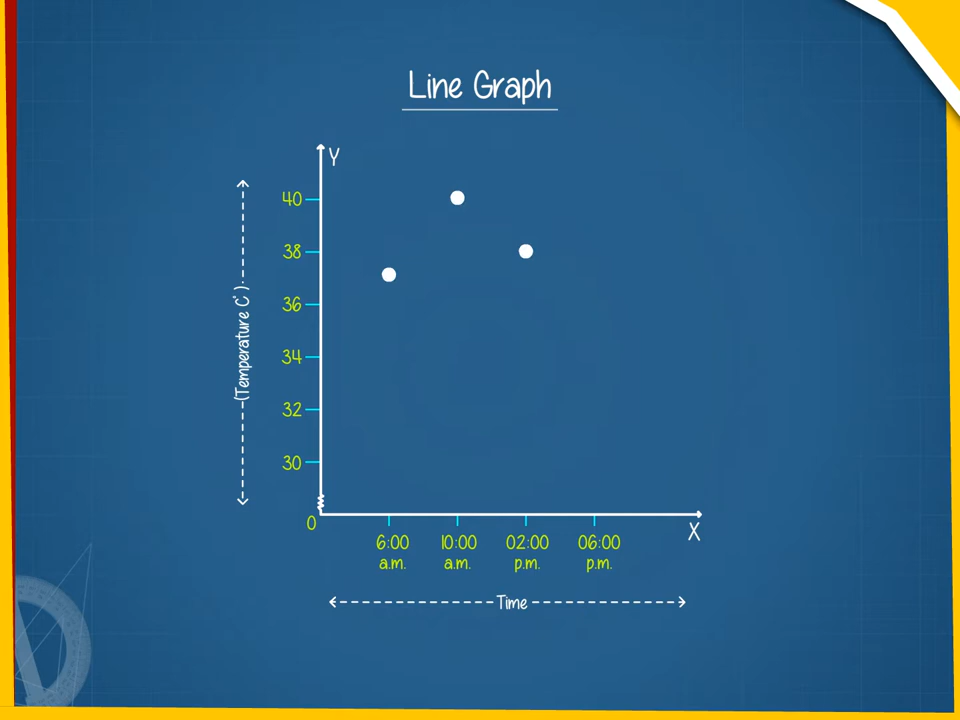 Line Graph
Y
40
38
36
34
32
30
0
(Temperature C°)
6:00 a.m.
10:00 a.m.
02:00 p.m.
06:00 p.m.
X
Time